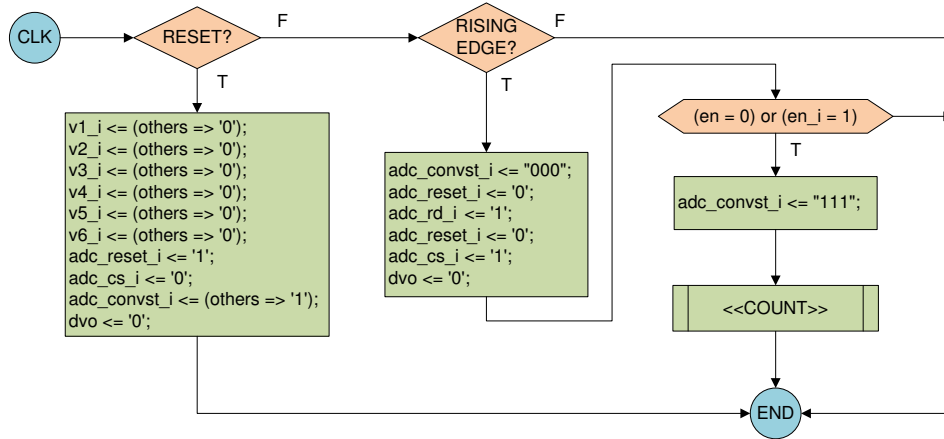 CLK
RESET?
F
T
v1_i <= (others => '0');
v2_i <= (others => '0');
v3_i <= (others => '0');
v4_i <= (others => '0');
v5_i <= (others => '0');
v6_i <= (others => '0');
adc_reset_i <= '1';
adc_cs_i <= '0';
adc_convst_i <= (others => '1');
dvo <= '0';
RISING
EDGE?
F
T
adc_convst_i <= "000";
adc_reset_i <= '0';
adc_rd_i <= '1';
adc_reset_i <= '0';
adc_cs_i <= '1';
dvo <= '0';
(en = 0) or (en_i = 1)
T
adc_convst_i <= "111";
<<COUNT>>
END